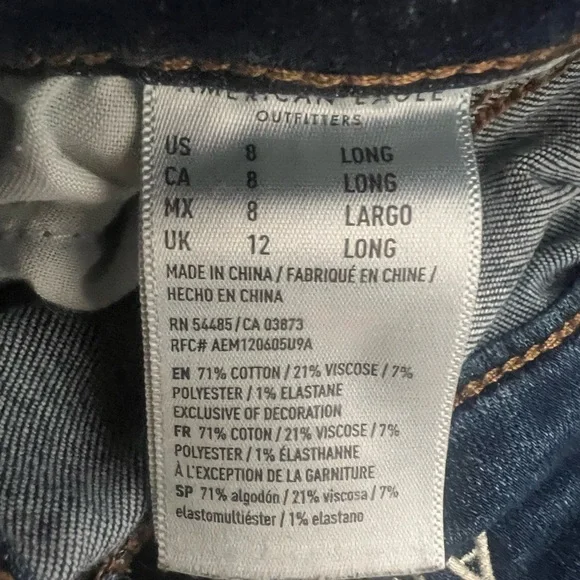 AMERICAN EAGLE
OUTFITTERS
US 8 LONG
CA 8 LONG
MX 8 LARGO
UK 12 LONG
MADE IN CHINA / FABRIQUÉ EN CHINE /
HECHO EN CHINA
RN 54485 / CA 03873
RFC# AEM120605U9A
EN 71% COTTON / 21% VISCOSE / 7%
POLYESTER / 1% ELASTANE
EXCLUSIVE OF DECORATION
FR 71% COTON / 21% VISCOSE / 7%
POLYESTER / 1% ÉLASTHANNE
À L'EXCEPTION DE LA GARNITURE
SP 71% algodón / 21% viscosa / 7%
elastomultiéster / 1% elastano